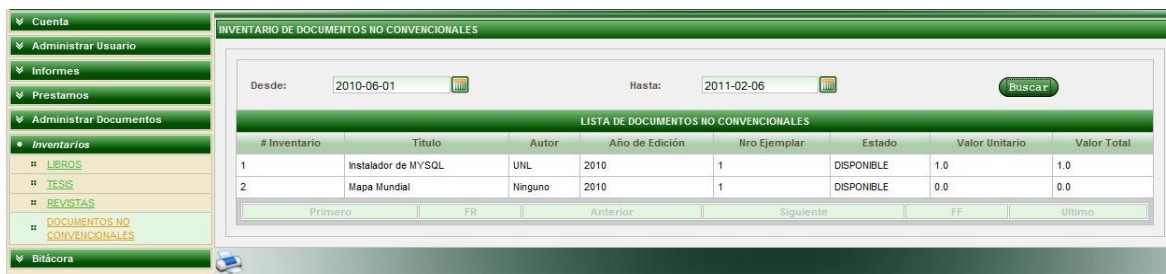 Cuenta
Administrar Usuario
Informes
Prestamos
Administrar Documentos
Inventarios
LIBROS
TESIS
REVISTAS
DOCUMENTOS NO
CONVENCIONALES
Bitácora
INVENTARIO DE DOCUMENTOS NO CONVENCIONALES
Desde: 2010-06-01 Hasta: 2011-02-06 Buscar
LISTA DE DOCUMENTOS NO CONVENCIONALES
# Inventario Título Autor Año de Edición Nro Ejemplar Estado Valor Unitario Valor Total
1 Instalador de MYSQL UNL 2010 1 DISPONIBLE 1.0 1.0
2 Mapa Mundial Ninguno 2010 1 DISPONIBLE 0.0 0.0
Primero FR Anterior Siguiente FF Ultimo